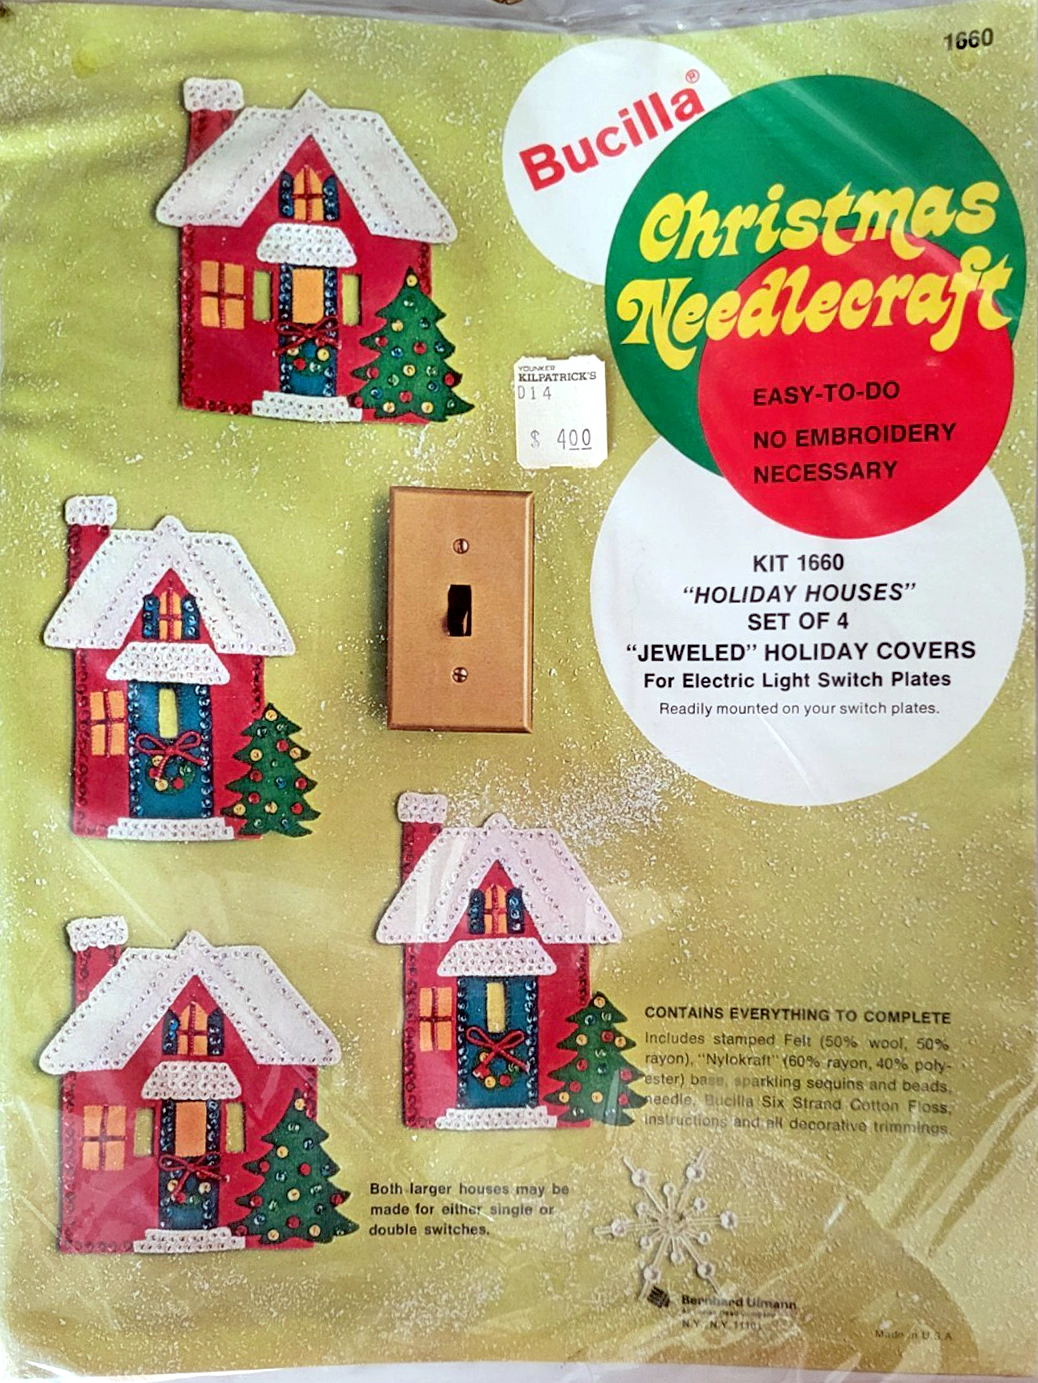 1660
Bucilla®
Christmas
Needlecraft
EASY-TO-DO
NO EMBROIDERY
NECESSARY
YOUNKER
KILPATRICK'S
D14
$ 400
KIT 1660
“HOLIDAY HOUSES”
SET OF 4
“JEWELED” HOLIDAY COVERS
For Electric Light Switch Plates
Readily mounted on your switch plates.
CONTAINS EVERYTHING TO COMPLETE
Includes stamped Felt (50% wool, 50%
rayon), “Nylokraft” (60% rayon, 40% poly-
ester) base, sparkling sequins and beads,
needle, Bucilla Six Strand Cotton Floss,
instructions and all decorative trimmings.
Both larger houses may be
made for either single or
double switches.
Bernhard Ulmann
N.Y., N.Y. 11101
Made in U.S.A.